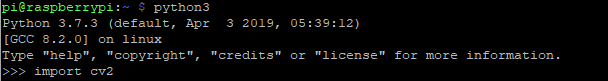 pi@raspberrypi:~ $ python3
Python 3.7.3 (default, Apr  3 2019, 05:39:12)
[GCC 8.2.0] on linux
Type "help", "copyright", "credits" or "license" for more information.
>>> import cv2